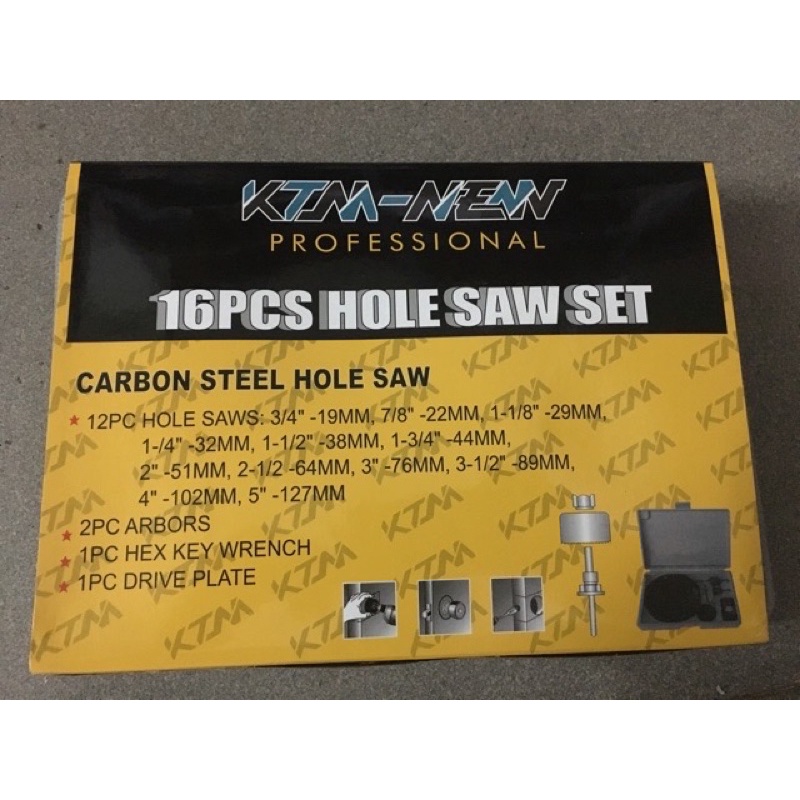 KTM-NEW
PROFESSIONAL
16PCS HOLE SAW SET
CARBON STEEL HOLE SAW
★ 12PC HOLE SAWS: 3/4" -19MM, 7/8" -22MM, 1-1/8" -29MM,
1-/4" -32MM, 1-1/2" -38MM, 1-3/4" -44MM,
2" -51MM, 2-1/2 -64MM, 3" -76MM, 3-1/2" -89MM,
4" -102MM, 5" -127MM
★ 2PC ARBORS
★ 1PC HEX KEY WRENCH
★ 1PC DRIVE PLATE